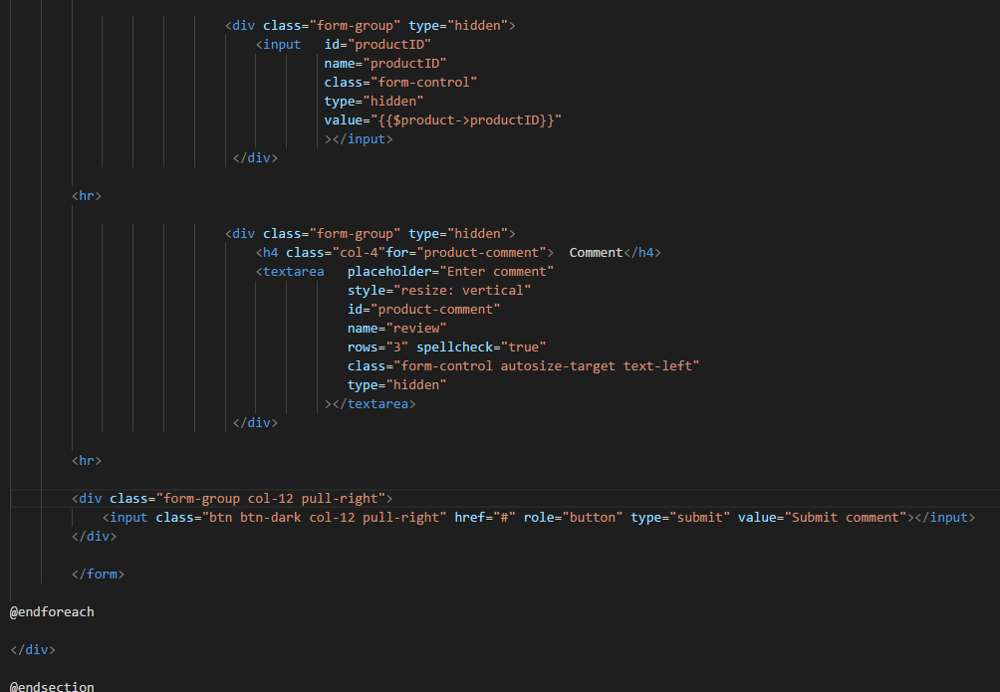 <div class="form-group" type="hidden">
<input id="productID"
name="productID"
class="form-control"
type="hidden"
value="{{$product->productID}}"
></input>
</div>
<hr>
<div class="form-group" type="hidden">
<h4 class="col-4"for="product-comment"> Comment</h4>
<textarea placeholder="Enter comment"
style="resize: vertical"
id="product-comment"
name="review"
rows="3" spellcheck="true"
class="form-control autosize-target text-left"
type="hidden"
></textarea>
</div>
<hr>
<div class="form-group col-12 pull-right">
<input class="btn btn-dark col-12 pull-right" href="#" role="button" type="submit" value="Submit comment"></input>
</div>
</form>
@endforeach
</div>
@endsection